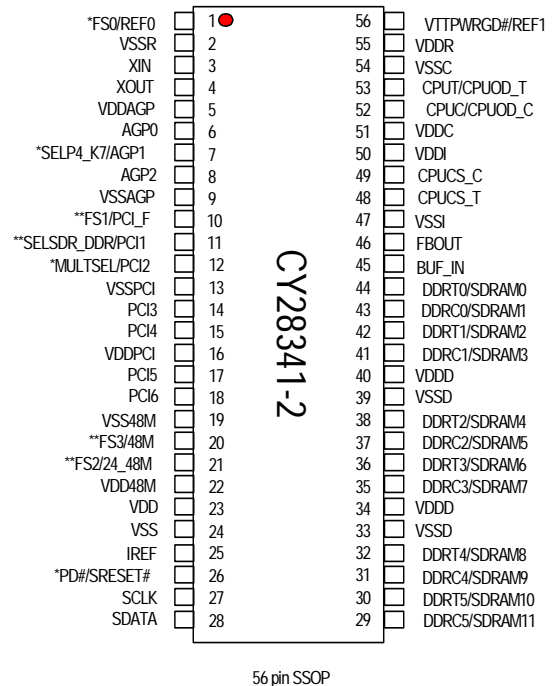 *FS0/REF0 1 56 VTTPWRGD#/REF1
VSSR 2 55 VDDR
XIN 3 54 VSSC
XOUT 4 53 CPUT/CPUOD_T
VDDAGP 5 52 CPUC/CPUOD_C
AGP0 6 51 VDDC
*SELP4_K7/AGP1 7 50 VDDI
AGP2 8 49 CPUCS_C
VSSAGP 9 48 CPUCS_T
**FS1/PCI_F 10 47 VSSI
**SELSDR_DDR/PCI1 11 46 FBOUT
*MULTSEL/PCI2 12 45 BUF_IN
VSSPCI 13 44 DDRT0/SDRAM0
PCI3 14 43 DDRC0/SDRAM1
PCI4 15 42 DDRT1/SDRAM2
VDDPCI 16 41 DDRC1/SDRAM3
PCI5 17 40 VDDD
PCI6 18 39 VSSD
VSS48M 19 38 DDRT2/SDRAM4
**FS3/48M 20 37 DDRC2/SDRAM5
**FS2/24_48M 21 36 DDRT3/SDRAM6
VDD48M 22 35 DDRC3/SDRAM7
VDD 23 34 VDDD
VSS 24 33 VSSD
IREF 25 32 DDRT4/SDRAM8
*PD#/SRESET# 26 31 DDRC4/SDRAM9
SCLK 27 30 DDRT5/SDRAM10
SDATA 28 29 DDRC5/SDRAM11
CY28341-2
56 pin SSOP